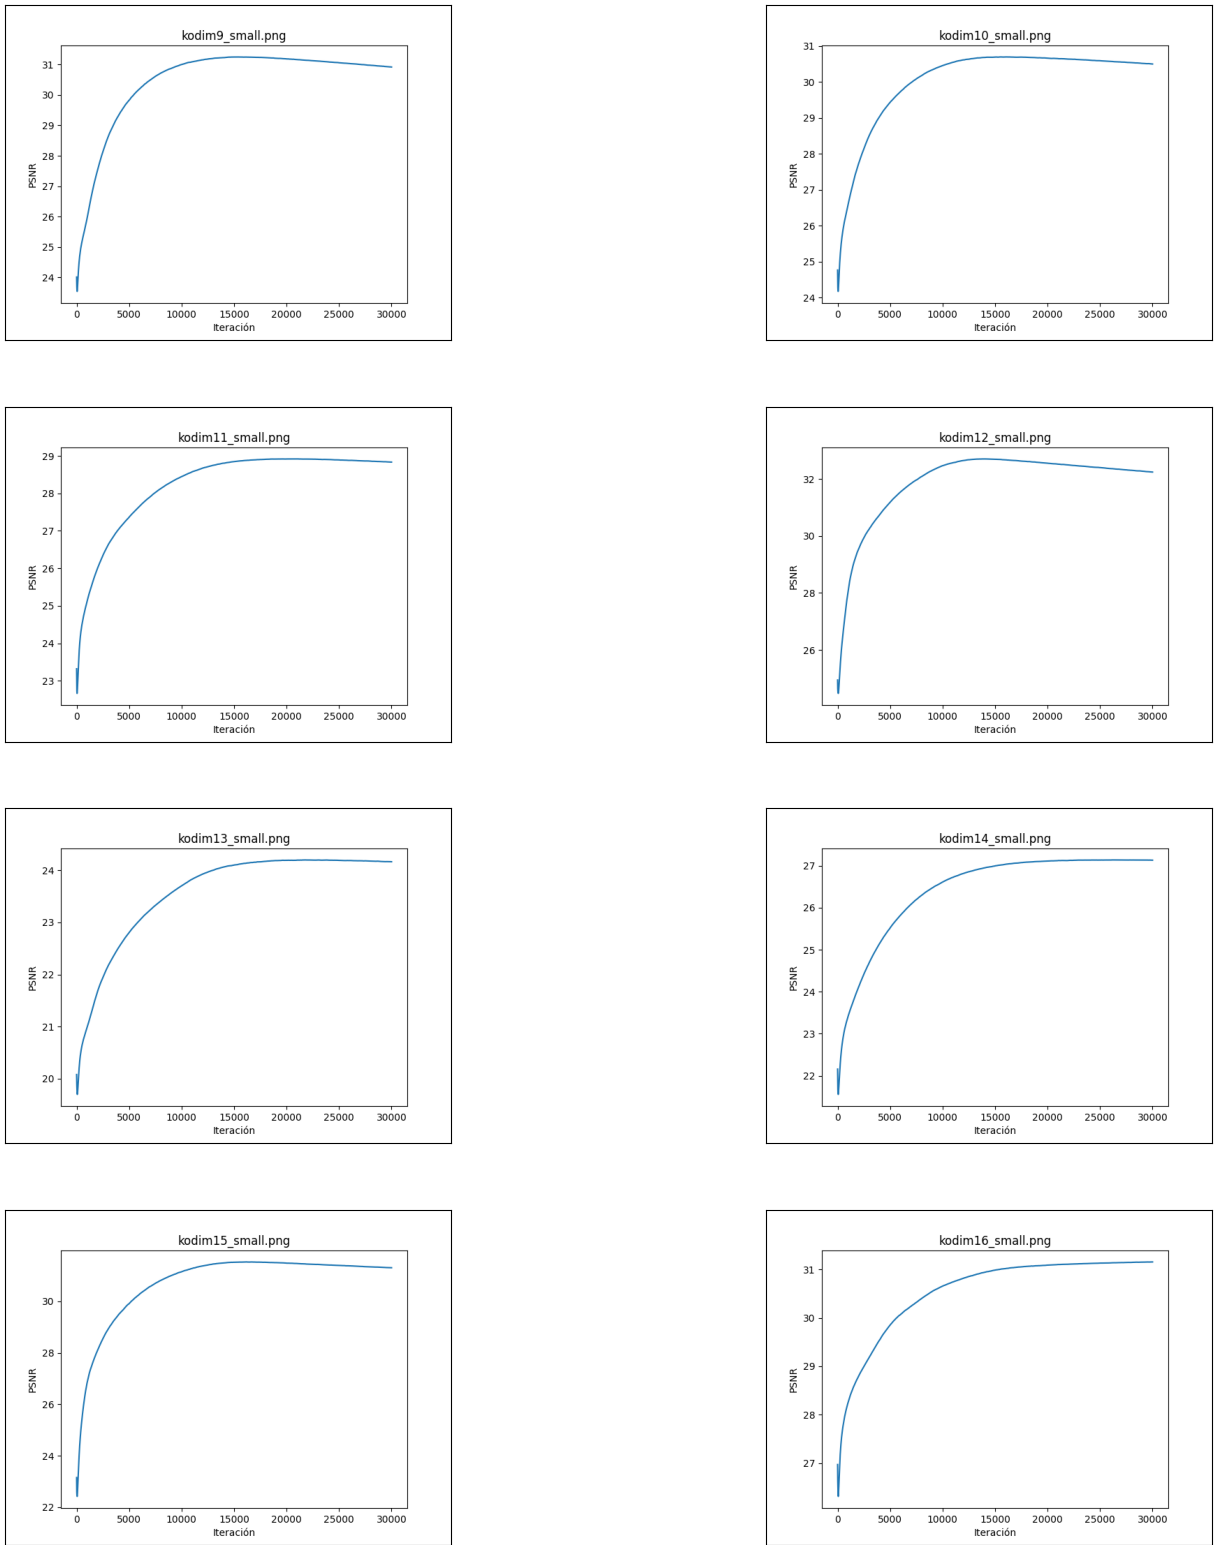 kodim9_small.png
31
30
29
28
27
26
25
24
PSNR
0 5000 10000 15000 20000 25000 30000
Iteración
kodim10_small.png
31
30
29
28
27
26
25
24
PSNR
0 5000 10000 15000 20000 25000 30000
Iteración
kodim11_small.png
29
28
27
26
25
24
23
PSNR
0 5000 10000 15000 20000 25000 30000
Iteración
kodim12_small.png
32
30
28
26
PSNR
0 5000 10000 15000 20000 25000 30000
Iteración
kodim13_small.png
24
23
22
21
20
PSNR
0 5000 10000 15000 20000 25000 30000
Iteración
kodim14_small.png
27
26
25
24
23
22
PSNR
0 5000 10000 15000 20000 25000 30000
Iteración
kodim15_small.png
30
28
26
24
22
PSNR
0 5000 10000 15000 20000 25000 30000
Iteración
kodim16_small.png
31
30
29
28
27
PSNR
0 5000 10000 15000 20000 25000 30000
Iteración